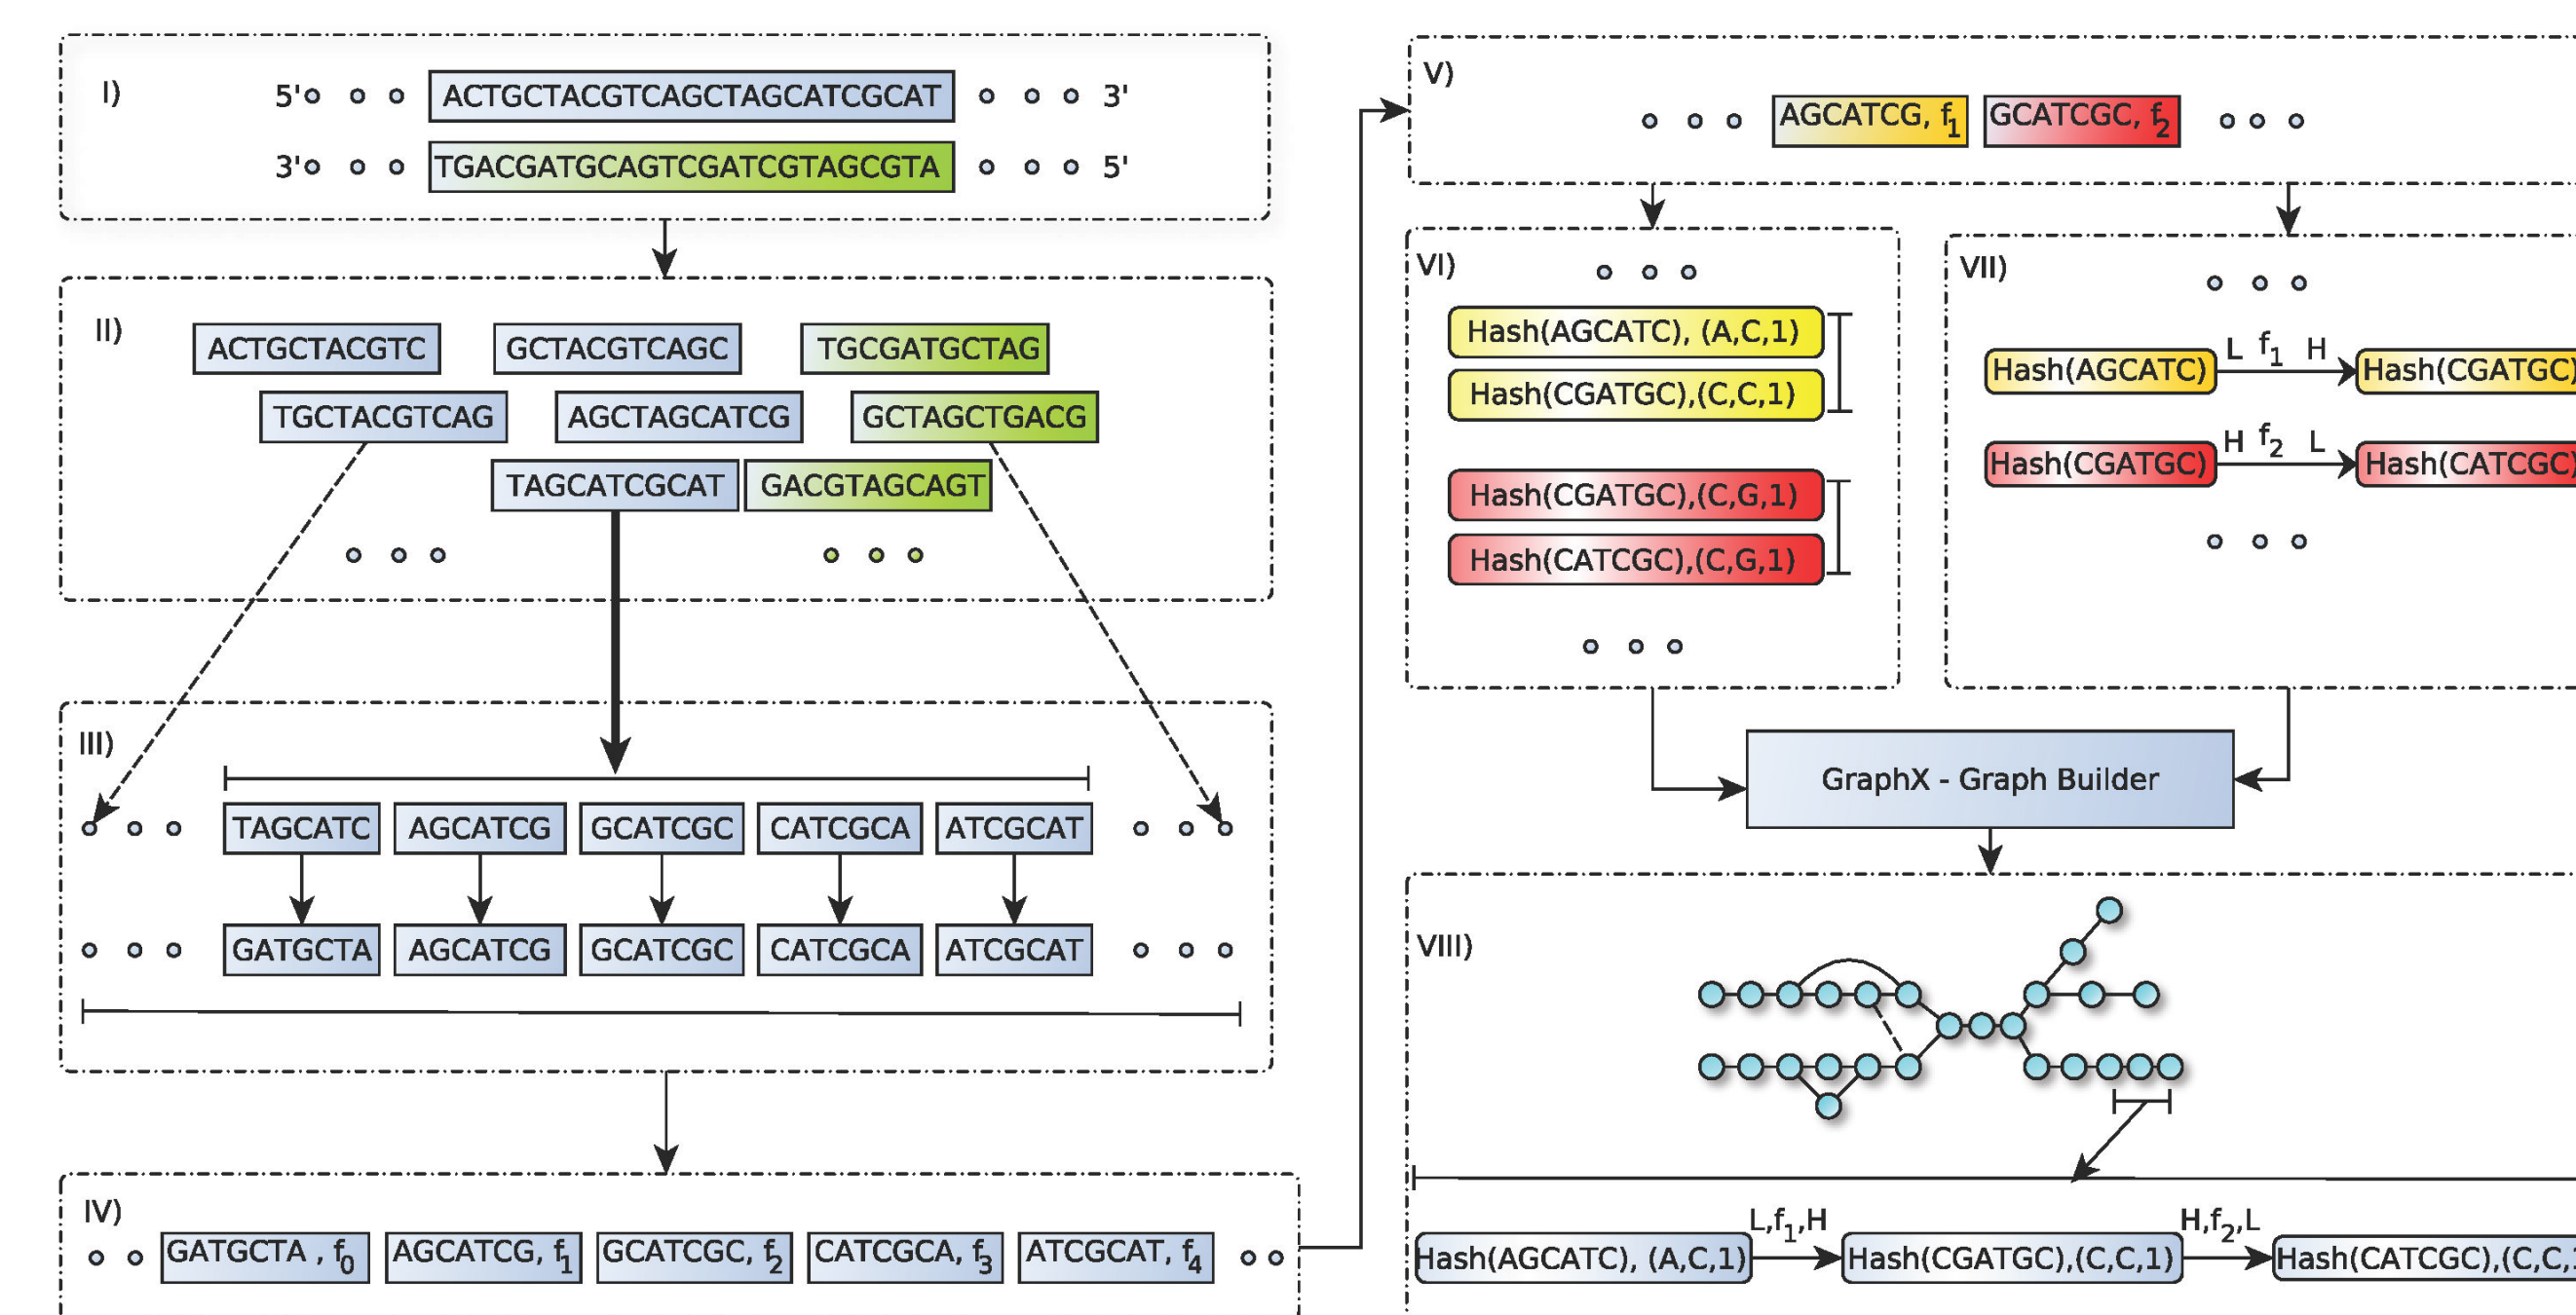 I)
5' ACTGCTACGTCAGCTAGCATCGCAT 3'
3' TGACGATGCAGTCGATCGTAGCGTA 5'
II)
ACTGCTACGTC GCTACGTCAGC TGCGATGCTAG
TGCTACGTCAG AGCTAGCATCG GCTAGCTGACG
TAGCATCGCAT GACGTAGCAGT
III)
TAGCATC AGCATCG GCATCGC CATCGCA ATCGCAT
GATGCTA AGCATCG GCATCGC CATCGCA ATCGCAT
IV)
GATGCTA , f0 AGCATCG, f1 GCATCGC, f2 CATCGCA, f3 ATCGCAT, f4
V)
AGCATCG, f1 GCATCGC, f2
VI)
Hash(AGCATC), (A,C,1)
Hash(CGATGC),(C,C,1)
Hash(CGATGC),(C,G,1)
Hash(CATCGC),(C,G,1)
VII)
L f1 H
Hash(AGCATC) Hash(CGATGC)
H f2 L
Hash(CGATGC) Hash(CATCGC)
GraphX - Graph Builder
VIII)
L,f1,H H,f2,L
Hash(AGCATC), (A,C,1) Hash(CGATGC),(C,C,1) Hash(CATCGC),(C,C,